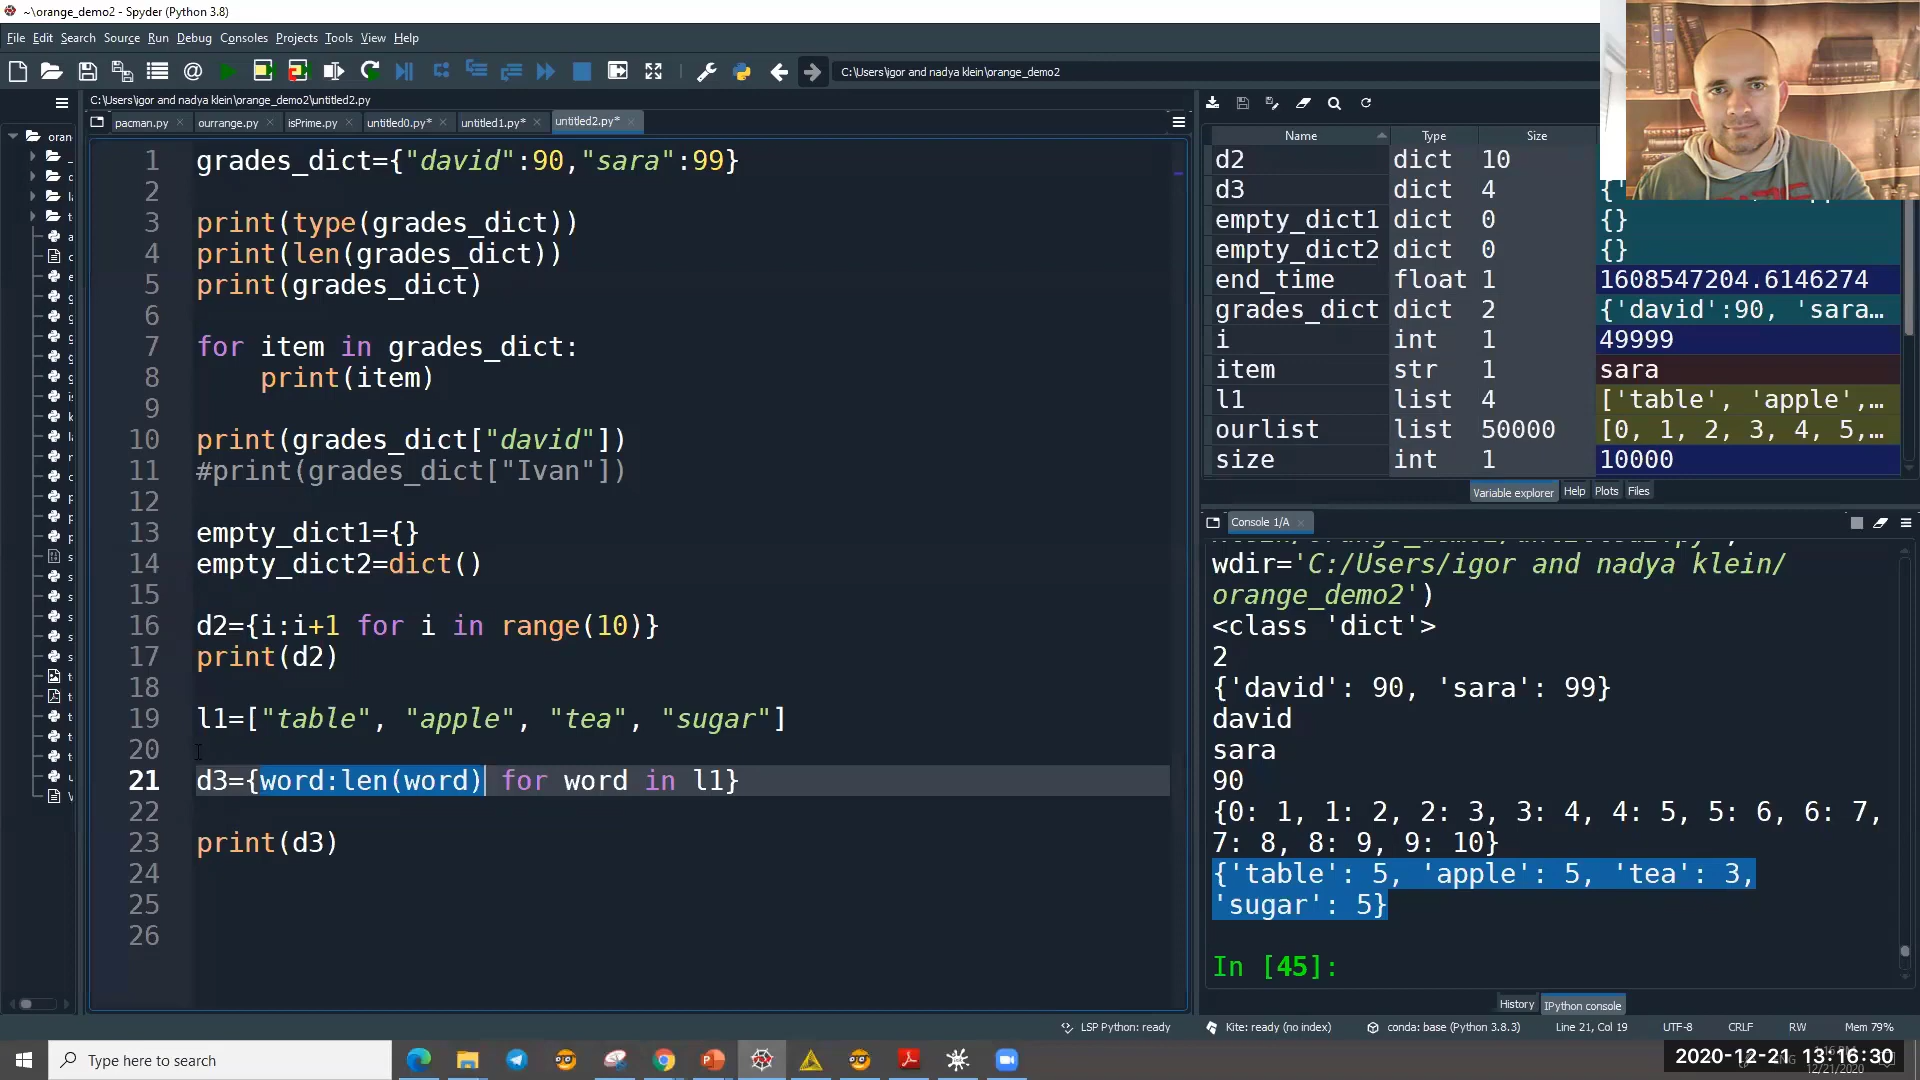 ~\orange_demo2 - Spyder (Python 3.8)
File Edit Search Source Run Debug Consoles Projects Tools View Help
C:\Users\igor and nadya klein\orange_demo2
C:\Users\igor and nadya klein\orange_demo2\untitled2.py
pacman.py ourrange.py isPrime.py untitled0.py* untitled1.py* untitled2.py*
oran
1 grades_dict={"david":90,"sara":99}
2
3 print(type(grades_dict))
4 print(len(grades_dict))
5 print(grades_dict)
6
7 for item in grades_dict:
8 print(item)
9
10 print(grades_dict["david"])
11 #print(grades_dict["Ivan"])
12
13 empty_dict1={}
14 empty_dict2=dict()
15
16 d2={i:i+1 for i in range(10)}
17 print(d2)
18
19 l1=["table", "apple", "tea", "sugar"]
20
21 d3={word:len(word) for word in l1}
22
23 print(d3)
24
25
26
Name Type Size
d2 dict 10
d3 dict 4
empty_dict1 dict 0 {}
empty_dict2 dict 0 {}
end_time float 1 1608547204.6146274
grades_dict dict 2 {'david':90, 'sara…
i int 1 49999
item str 1 sara
l1 list 4 ['table', 'apple',…
ourlist list 50000 [0, 1, 2, 3, 4, 5,…
size int 1 10000
Variable explorer Help Plots Files
Console 1/A
wdir='C:/Users/igor and nadya klein/
orange_demo2')
<class 'dict'>
2
{'david': 90, 'sara': 99}
david
sara
90
{0: 1, 1: 2, 2: 3, 3: 4, 4: 5, 5: 6, 6: 7,
7: 8, 8: 9, 9: 10}
{'table': 5, 'apple': 5, 'tea': 3,
'sugar': 5}
In [45]:
History IPython console
LSP Python: ready Kite: ready (no index) conda: base (Python 3.8.3) Line 21, Col 19 UTF-8 CRLF RW Mem 79%
Type here to search
2020-12-21 13:16:30
12/21/2020